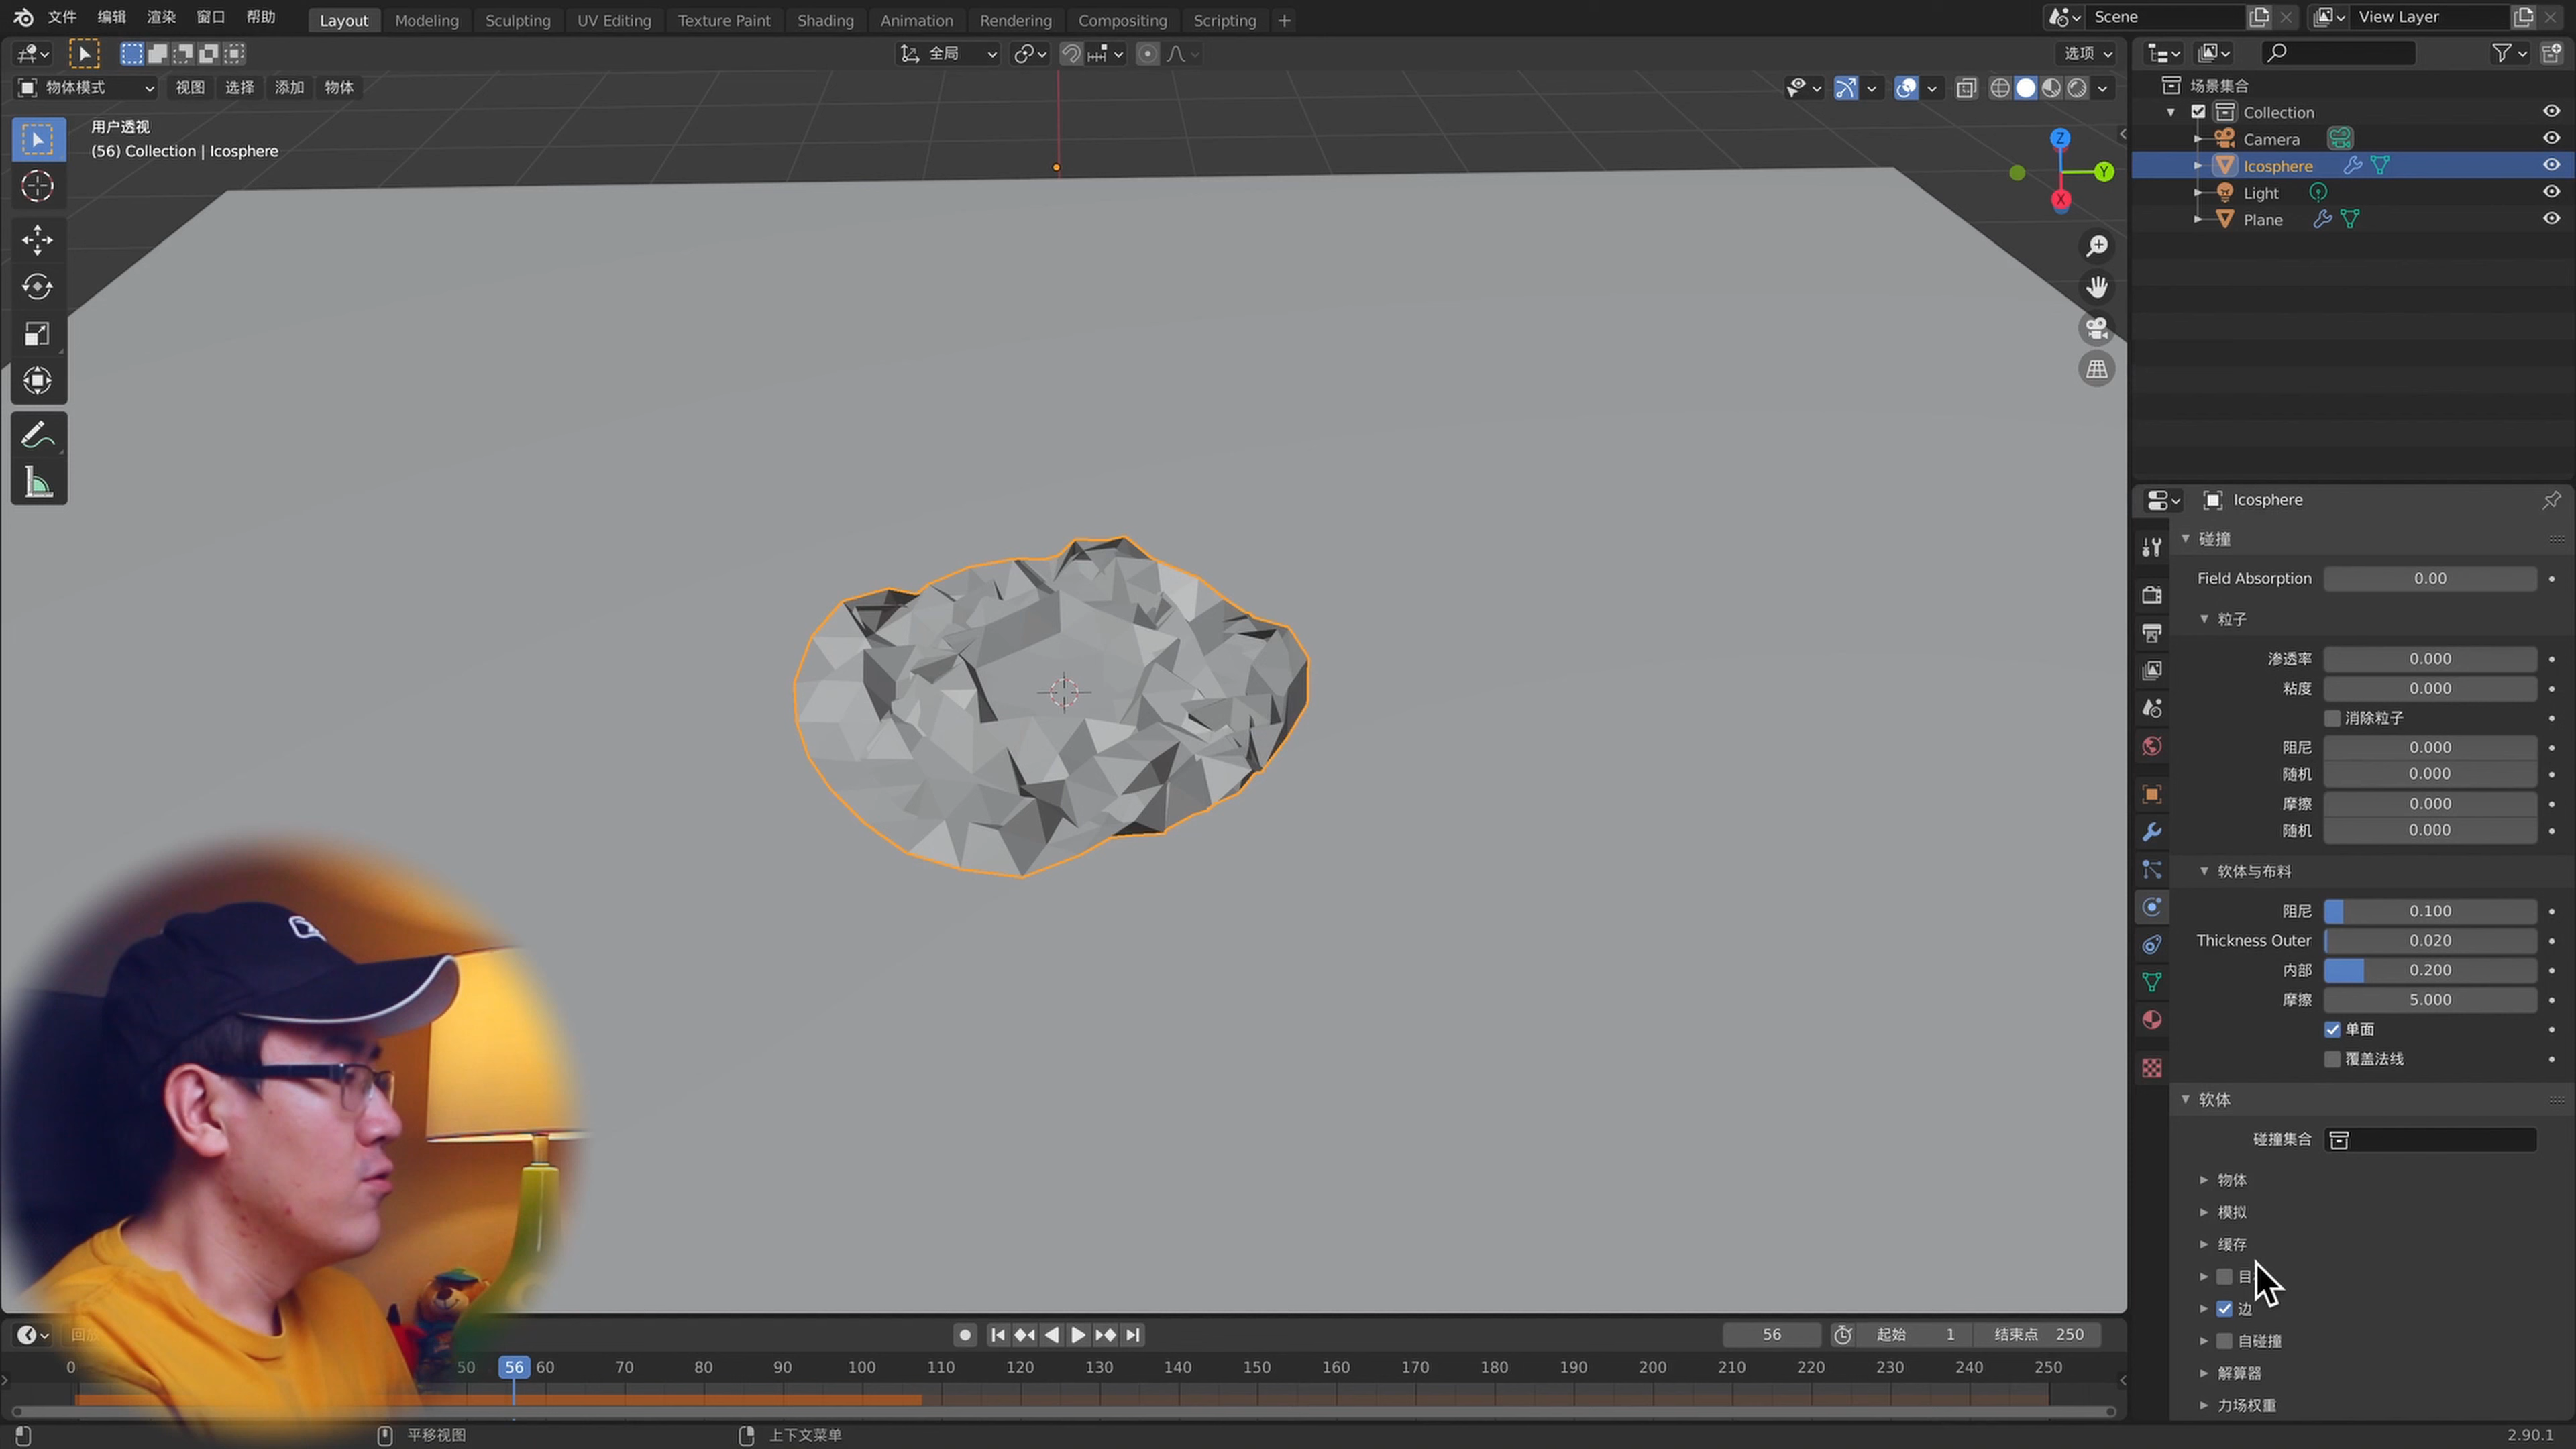 文件 编辑 渲染 窗口 帮助 Layout Modeling Sculpting UV Editing Texture Paint Shading Animation Rendering Compositing Scripting + Scene View Layer
全局 选项
物体模式 视图 选择 添加 物体
用户透视
(56) Collection | Icosphere
Z
Y
X
场景集合
Collection
Camera
Icosphere
Light
Plane
Icosphere
碰撞
Field Absorption 0.00
粒子
渗透率 0.000
粘度 0.000
消除粒子
阻尼 0.000
随机 0.000
摩擦 0.000
随机 0.000
软体与布料
阻尼 0.100
Thickness Outer 0.020
内部 0.200
摩擦 5.000
单面
覆盖法线
软体
碰撞集合
物体
模拟
缓存
边
自碰撞
解算器
力场权重
56 起始 1 结束点 250
0 50 56 60 70 80 90 100 110 120 130 140 150 160 170 180 190 200 210 220 230 240 250
平移视图 上下文菜单 2.90.1